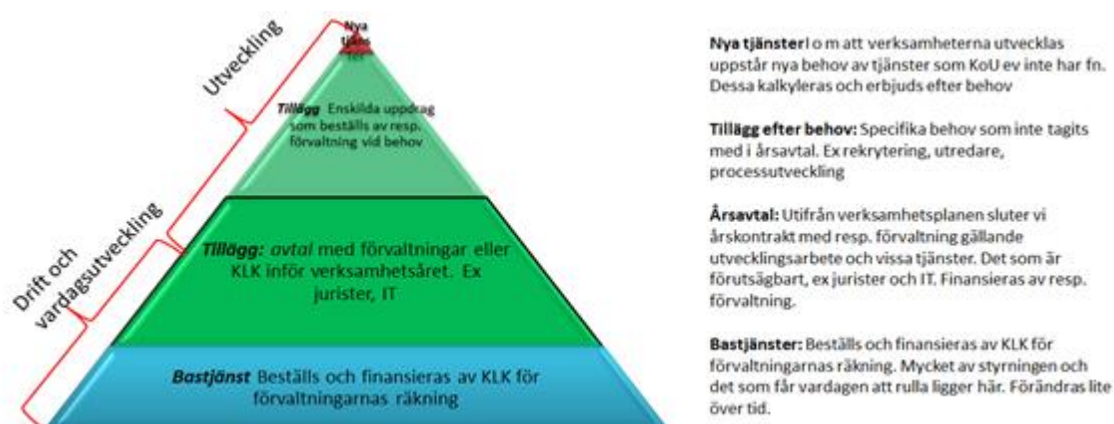 Utveckling
Drift och
vardagsutveckling
Nya
tjäns
ter
Tillägg Enskilda uppdrag
som beställs av resp.
förvaltning vid behov
Tillägg: avtal med förvaltningar eller
KLK inför verksamhetsåret. Ex
jurister, IT
Bastjänst Beställs och finansieras av KLK för
förvaltningarnas räkning
Nya tjänster I o m att verksamheterna utvecklas
uppstår nya behov av tjänster som KoU ev inte har fn.
Dessa kalkyleras och erbjuds efter behov
Tillägg efter behov: Specifika behov som inte tagits
med i årsavtal. Ex rekrytering, utredare,
processutveckling
Årsavtal: Utifrån verksamhetsplanen sluter vi
årskontrakt med resp. förvaltning gällande
utvecklingsarbete och vissa tjänster. Det som är
förutsägbart, ex jurister och IT. Finansieras av resp.
förvaltning.
Bastjänster: Beställs och finansieras av KLK för
förvaltningarnas räkning. Mycket av styrningen och
det som får vardagen att rulla ligger här. Förändras lite
över tid.